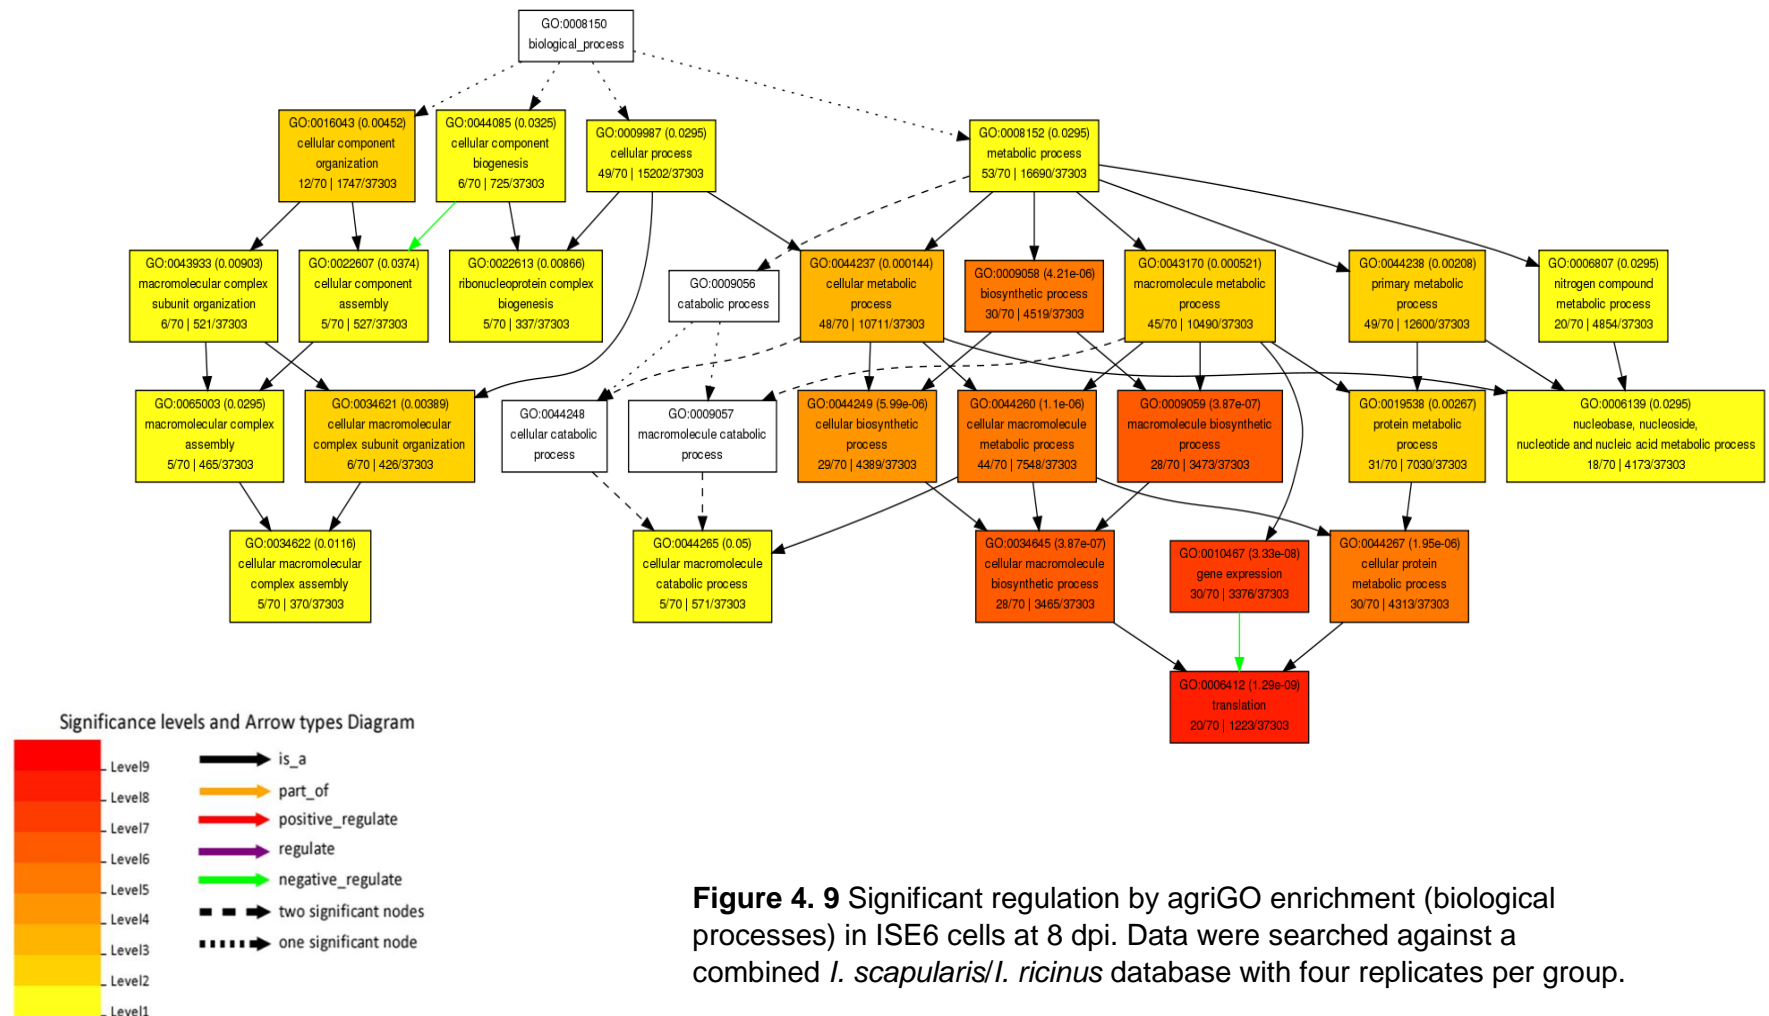 GO:0008150
biological_process
GO:0016043 (0.00452)
cellular component
organization
12/70 | 1747/37303
GO:0044085 (0.0325)
cellular component
biogenesis
6/70 | 725/37303
GO:0009987 (0.0295)
cellular process
49/70 | 15202/37303
GO:0008152 (0.0295)
metabolic process
53/70 | 16690/37303
GO:0043933 (0.00903)
macromolecular complex
subunit organization
6/70 | 521/37303
GO:0022607 (0.0374)
cellular component
assembly
5/70 | 527/37303
GO:0022613 (0.00866)
ribonucleoprotein complex
biogenesis
5/70 | 337/37303
GO:0009056
catabolic process
GO:0044237 (0.000144)
cellular metabolic
process
48/70 | 10711/37303
GO:0009058 (4.21e-06)
biosynthetic process
30/70 | 4519/37303
GO:0043170 (0.000521)
macromolecule metabolic
process
45/70 | 10490/37303
GO:0044238 (0.00208)
primary metabolic
process
49/70 | 12600/37303
GO:0006807 (0.0295)
nitrogen compound
metabolic process
20/70 | 4854/37303
GO:0065003 (0.0295)
macromolecular complex
assembly
5/70 | 465/37303
GO:0034621 (0.00389)
cellular macromolecular
complex subunit organization
6/70 | 426/37303
GO:0044248
cellular catabolic
process
GO:0009057
macromolecule catabolic
process
GO:0044249 (5.99e-06)
cellular biosynthetic
process
29/70 | 4389/37303
GO:0044260 (1.1e-06)
cellular macromolecule
metabolic process
44/70 | 7548/37303
GO:0009059 (3.87e-07)
macromolecule biosynthetic
process
28/70 | 3473/37303
GO:0019538 (0.00267)
protein metabolic
process
31/70 | 7030/37303
GO:0006139 (0.0295)
nucleobase, nucleoside,
nucleotide and nucleic acid metabolic process
18/70 | 4173/37303
GO:0034622 (0.0116)
cellular macromolecular
complex assembly
5/70 | 370/37303
GO:0044265 (0.05)
cellular macromolecule
catabolic process
5/70 | 571/37303
GO:0034645 (3.87e-07)
cellular macromolecule
biosynthetic process
28/70 | 3465/37303
GO:0010467 (3.33e-08)
gene expression
30/70 | 3376/37303
GO:0044267 (1.95e-06)
cellular protein
metabolic process
30/70 | 4313/37303
GO:0006412 (1.29e-09)
translation
20/70 | 1223/37303
Significance levels and Arrow types Diagram
Level9
Level8
Level7
Level6
Level5
Level4
Level3
Level2
Level1
is_a
part_of
positive_regulate
regulate
negative_regulate
two significant nodes
one significant node
Figure 4. 9 Significant regulation by agriGO enrichment (biological
processes) in ISE6 cells at 8 dpi. Data were searched against a
combined I. scapularis/I. ricinus database with four replicates per group.